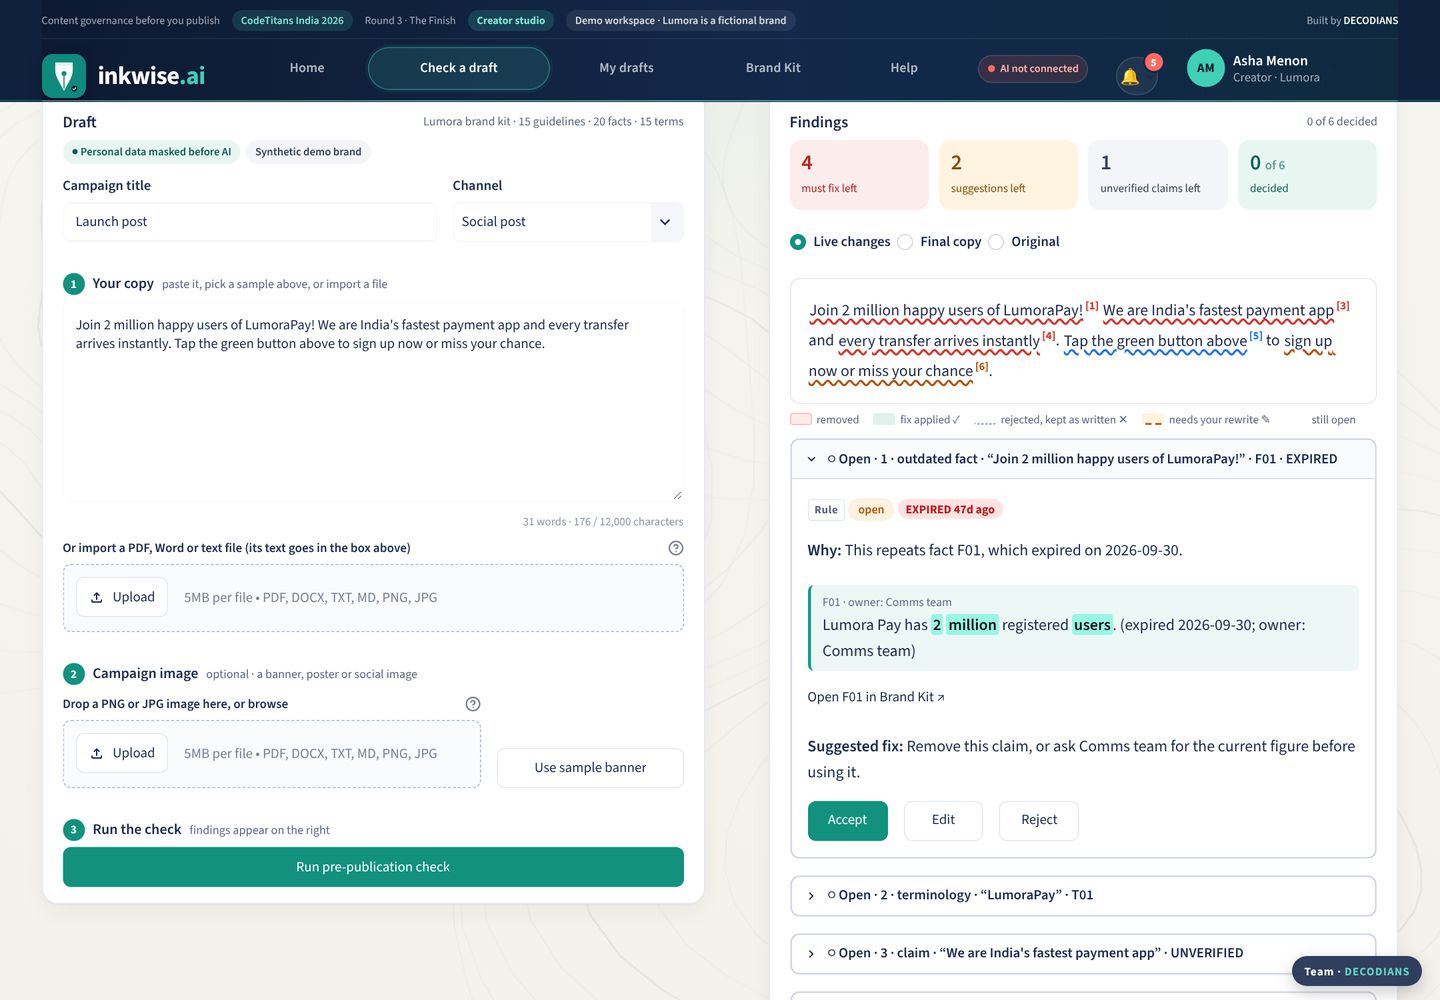 Content governance before you publish
CodeTitans India 2026
Round 3 · The Finish
Creator studio
Demo workspace · Lumora is a fictional brand
Built by DECODIANS
inkwise.ai
Home
Check a draft
My drafts
Brand Kit
Help
AI not connected
5
AM
Asha Menon
Creator · Lumora
Draft
Lumora brand kit · 15 guidelines · 20 facts · 15 terms
Personal data masked before AI
Synthetic demo brand
Campaign title
Channel
Launch post
Social post
1 Your copy paste it, pick a sample above, or import a file
Join 2 million happy users of LumoraPay! We are India's fastest payment app and every transfer
arrives instantly. Tap the green button above to sign up now or miss your chance.
31 words · 176 / 12,000 characters
Or import a PDF, Word or text file (its text goes in the box above)
?
Upload
5MB per file • PDF, DOCX, TXT, MD, PNG, JPG
2 Campaign image optional · a banner, poster or social image
Drop a PNG or JPG image here, or browse
?
Upload
5MB per file • PDF, DOCX, TXT, MD, PNG, JPG
Use sample banner
3 Run the check findings appear on the right
Run pre-publication check
Findings
0 of 6 decided
4
must fix left
2
suggestions left
1
unverified claims left
0 of 6
decided
Live changes
Final copy
Original
Join 2 million happy users of LumoraPay! [1] We are India's fastest payment app [3]
and every transfer arrives instantly [4]. Tap the green button above [5] to sign up
now or miss your chance [6].
removed
fix applied ✓
rejected, kept as written ✕
needs your rewrite ✎
still open
○ Open · 1 · outdated fact · “Join 2 million happy users of LumoraPay!” · F01 · EXPIRED
Rule
open
EXPIRED 47d ago
Why: This repeats fact F01, which expired on 2026-09-30.
F01 · owner: Comms team
Lumora Pay has 2 million registered users. (expired 2026-09-30; owner:
Comms team)
Open F01 in Brand Kit ↗
Suggested fix: Remove this claim, or ask Comms team for the current figure before
using it.
Accept
Edit
Reject
○ Open · 2 · terminology · “LumoraPay” · T01
○ Open · 3 · claim · “We are India's fastest payment app” · UNVERIFIED
Team · DECODIANS